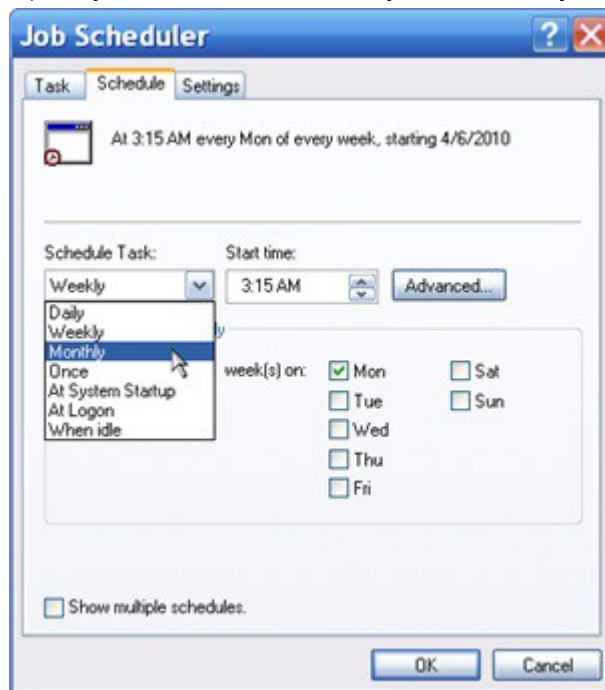 Job Scheduler
Task Schedule Settings
At 3:15 AM every Mon of every week, starting 4/6/2010
Schedule Task: Start time:
Weekly 3:15 AM Advanced...
Daily
Weekly
Monthly
Once
At System Startup
At Logon
When idle
week(s) on:
Mon Sat
Tue Sun
Wed
Thu
Fri
Show multiple schedules.
OK Cancel